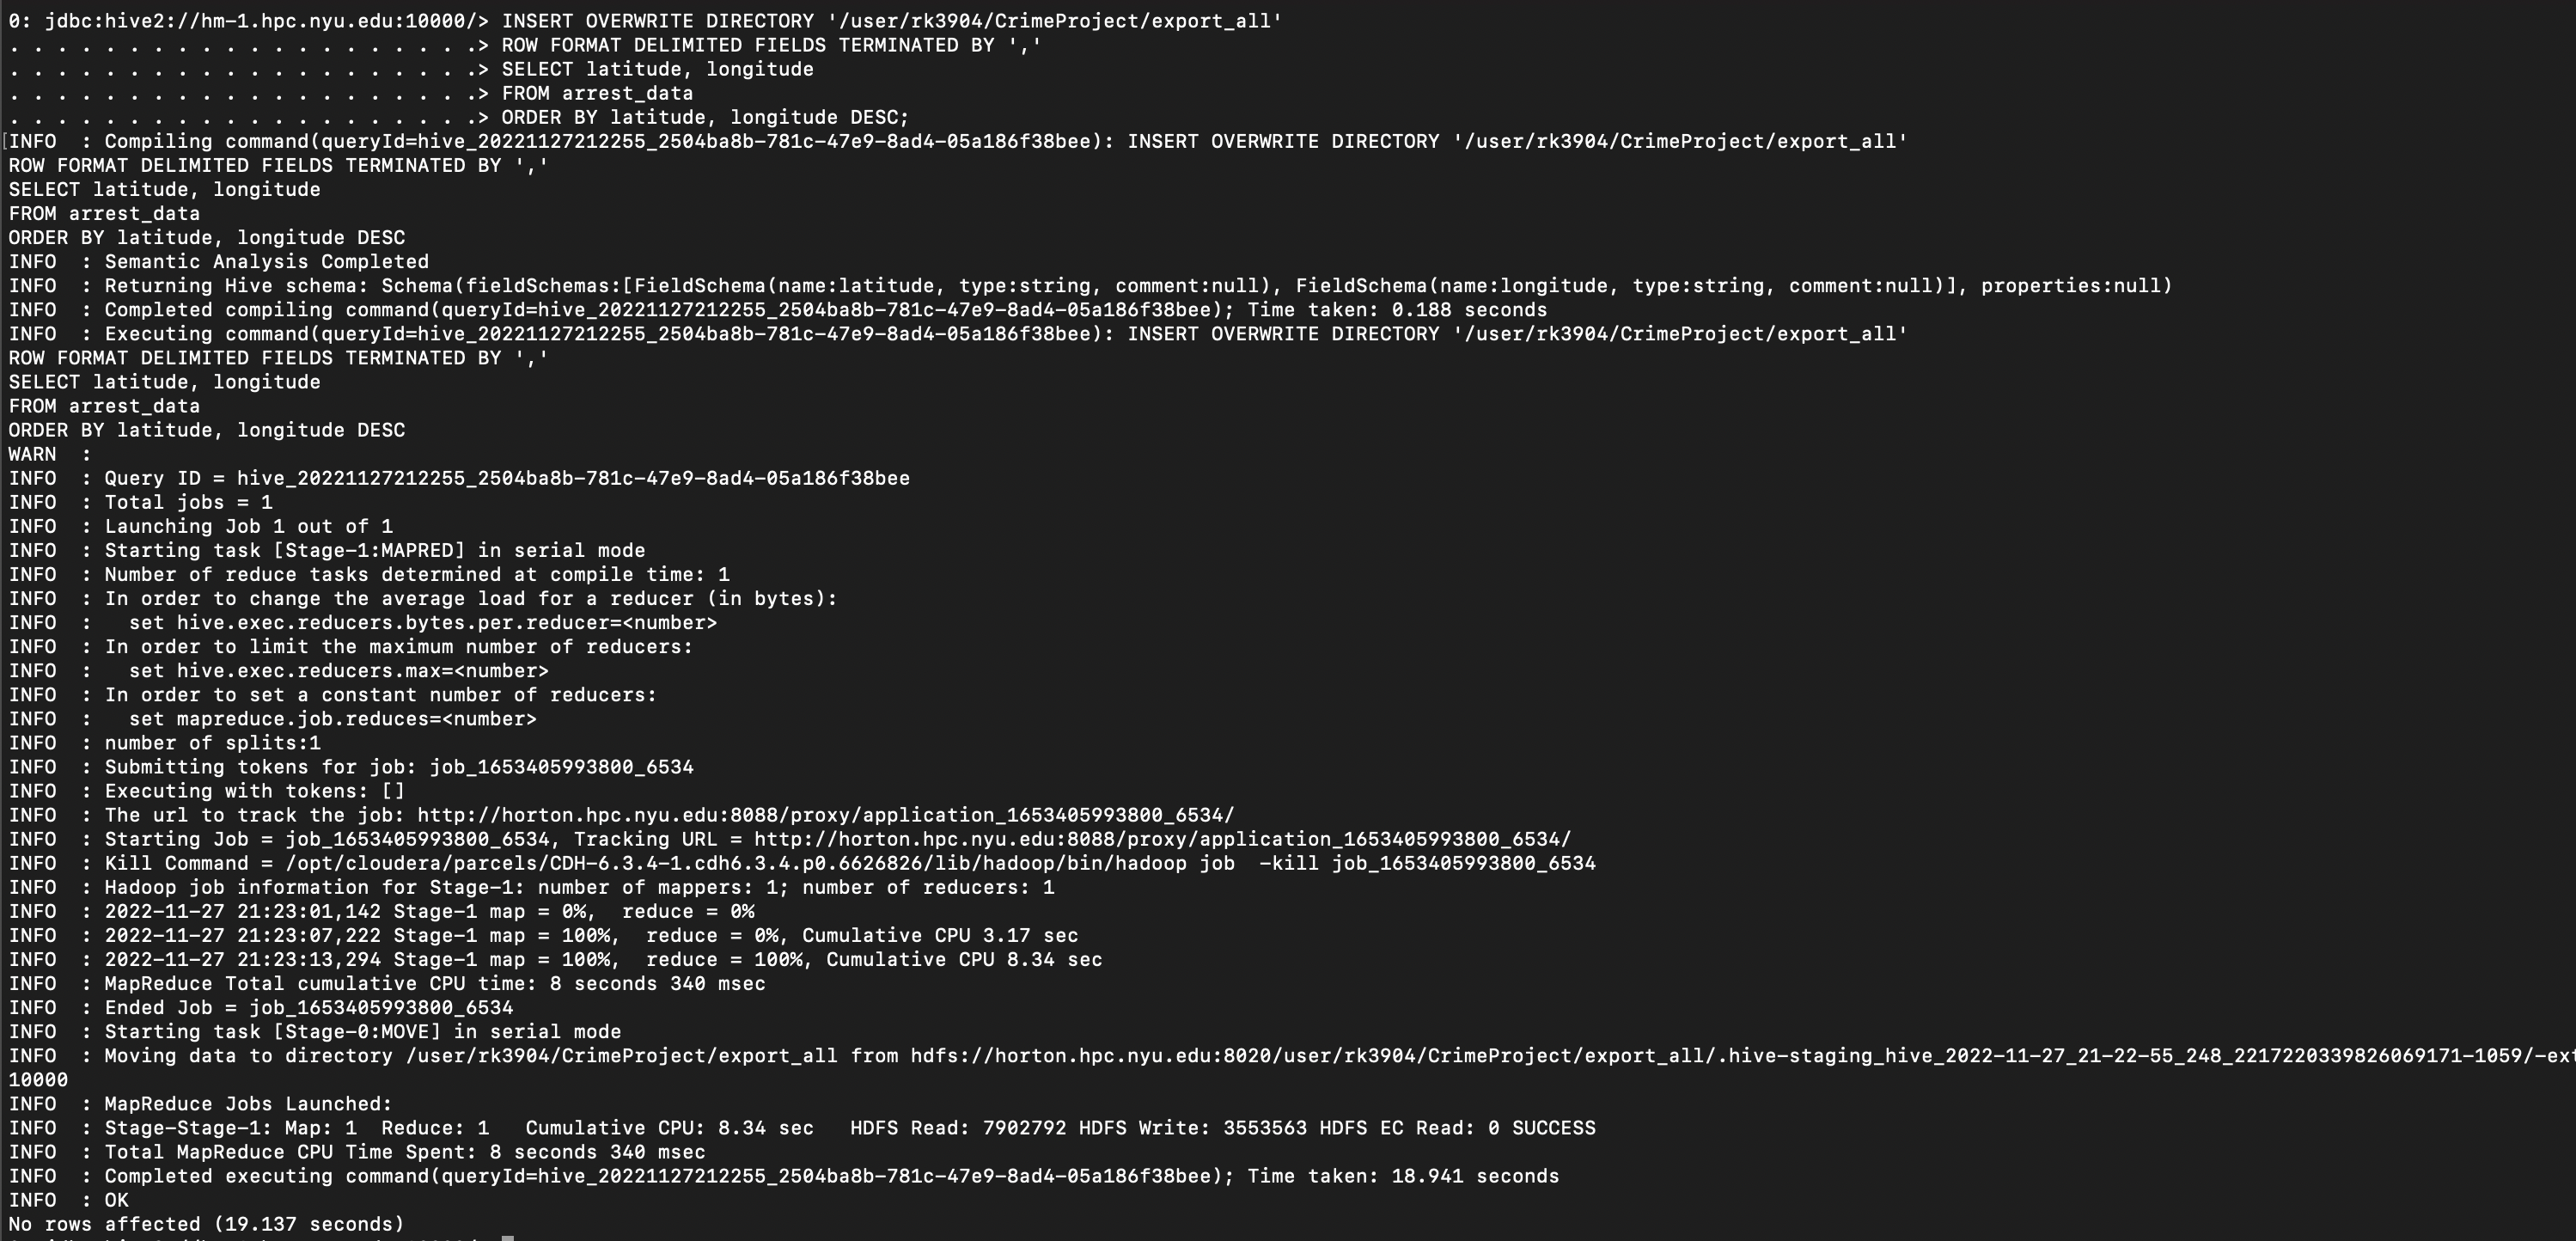 0: jdbc:hive2://hm-1.hpc.nyu.edu:10000/> INSERT OVERWRITE DIRECTORY '/user/rk3904/CrimeProject/export_all'
. . . . . . . . . . . . . . . . . . . .> ROW FORMAT DELIMITED FIELDS TERMINATED BY ','
. . . . . . . . . . . . . . . . . . . .> SELECT latitude, longitude
. . . . . . . . . . . . . . . . . . . .> FROM arrest_data
. . . . . . . . . . . . . . . . . . . .> ORDER BY latitude, longitude DESC;
[INFO  : Compiling command(queryId=hive_20221127212255_2504ba8b-781c-47e9-8ad4-05a186f38bee): INSERT OVERWRITE DIRECTORY '/user/rk3904/CrimeProject/export_all'
ROW FORMAT DELIMITED FIELDS TERMINATED BY ','
SELECT latitude, longitude
FROM arrest_data
ORDER BY latitude, longitude DESC
INFO  : Semantic Analysis Completed
INFO  : Returning Hive schema: Schema(fieldSchemas:[FieldSchema(name:latitude, type:string, comment:null), FieldSchema(name:longitude, type:string, comment:null)], properties:null)
INFO  : Completed compiling command(queryId=hive_20221127212255_2504ba8b-781c-47e9-8ad4-05a186f38bee); Time taken: 0.188 seconds
INFO  : Executing command(queryId=hive_20221127212255_2504ba8b-781c-47e9-8ad4-05a186f38bee): INSERT OVERWRITE DIRECTORY '/user/rk3904/CrimeProject/export_all'
ROW FORMAT DELIMITED FIELDS TERMINATED BY ','
SELECT latitude, longitude
FROM arrest_data
ORDER BY latitude, longitude DESC
WARN  :
INFO  : Query ID = hive_20221127212255_2504ba8b-781c-47e9-8ad4-05a186f38bee
INFO  : Total jobs = 1
INFO  : Launching Job 1 out of 1
INFO  : Starting task [Stage-1:MAPRED] in serial mode
INFO  : Number of reduce tasks determined at compile time: 1
INFO  : In order to change the average load for a reducer (in bytes):
INFO  :   set hive.exec.reducers.bytes.per.reducer=<number>
INFO  : In order to limit the maximum number of reducers:
INFO  :   set hive.exec.reducers.max=<number>
INFO  : In order to set a constant number of reducers:
INFO  :   set mapreduce.job.reduces=<number>
INFO  : number of splits:1
INFO  : Submitting tokens for job: job_1653405993800_6534
INFO  : Executing with tokens: []
INFO  : The url to track the job: http://horton.hpc.nyu.edu:8088/proxy/application_1653405993800_6534/
INFO  : Starting Job = job_1653405993800_6534, Tracking URL = http://horton.hpc.nyu.edu:8088/proxy/application_1653405993800_6534/
INFO  : Kill Command = /opt/cloudera/parcels/CDH-6.3.4-1.cdh6.3.4.p0.6626826/lib/hadoop/bin/hadoop job  -kill job_1653405993800_6534
INFO  : Hadoop job information for Stage-1: number of mappers: 1; number of reducers: 1
INFO  : 2022-11-27 21:23:01,142 Stage-1 map = 0%,  reduce = 0%
INFO  : 2022-11-27 21:23:07,222 Stage-1 map = 100%,  reduce = 0%, Cumulative CPU 3.17 sec
INFO  : 2022-11-27 21:23:13,294 Stage-1 map = 100%,  reduce = 100%, Cumulative CPU 8.34 sec
INFO  : MapReduce Total cumulative CPU time: 8 seconds 340 msec
INFO  : Ended Job = job_1653405993800_6534
INFO  : Starting task [Stage-0:MOVE] in serial mode
INFO  : Moving data to directory /user/rk3904/CrimeProject/export_all from hdfs://horton.hpc.nyu.edu:8020/user/rk3904/CrimeProject/export_all/.hive-staging_hive_2022-11-27_21-22-55_248_2217220339826069171-1059/-ext
10000
INFO  : MapReduce Jobs Launched:
INFO  : Stage-Stage-1: Map: 1  Reduce: 1   Cumulative CPU: 8.34 sec   HDFS Read: 7902792 HDFS Write: 3553563 HDFS EC Read: 0 SUCCESS
INFO  : Total MapReduce CPU Time Spent: 8 seconds 340 msec
INFO  : Completed executing command(queryId=hive_20221127212255_2504ba8b-781c-47e9-8ad4-05a186f38bee); Time taken: 18.941 seconds
INFO  : OK
No rows affected (19.137 seconds)